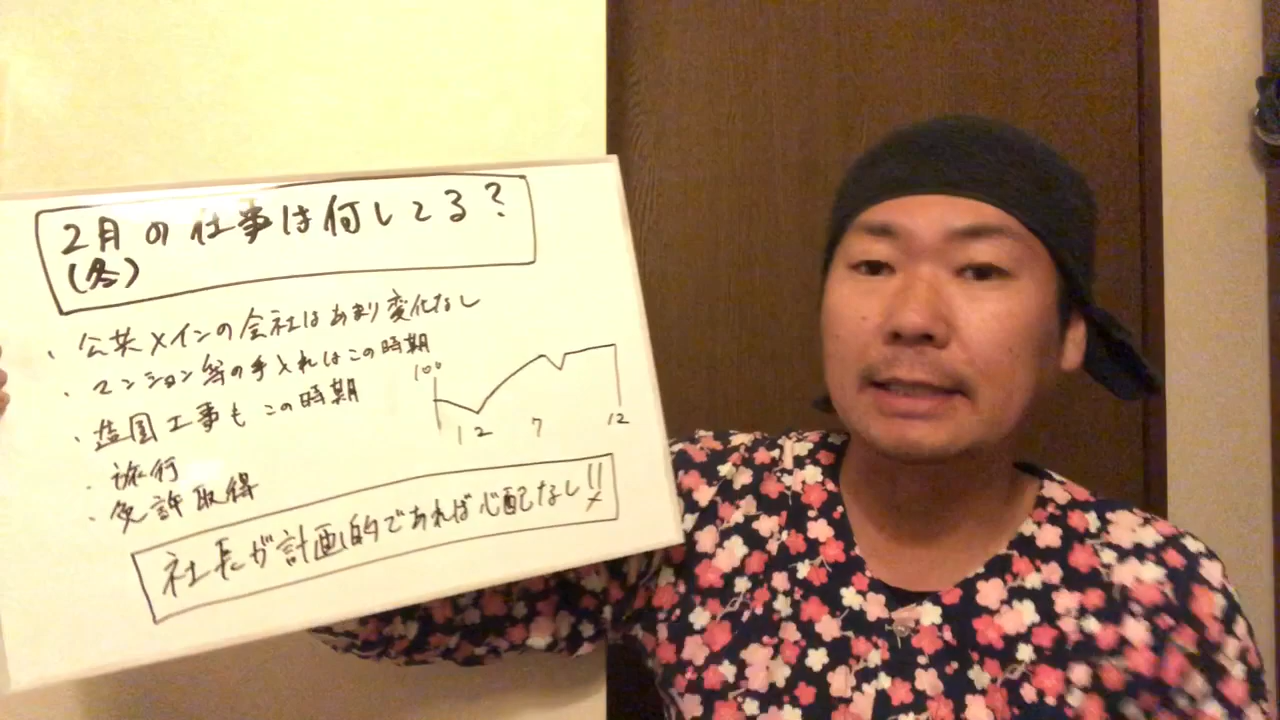 2月の仕事は何してる?
(冬)
・公共メインの会社はあまり変化なし
・マンション等の手入れはこの時期
・造園工事もこの時期
・旅行
・免許取得
100
1 2 7 12
社長が計画的であれば心配なし!!